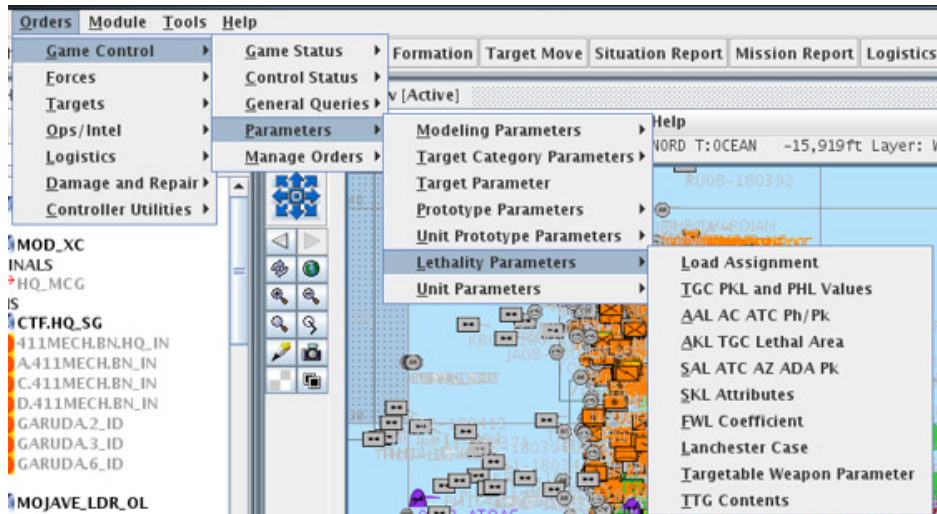 Orders Module Tools Help
Game Control
Forces
Targets
Ops/Intel
Logistics
Damage and Repair
Controller Utilities
Game Status
Control Status
General Queries
Parameters
Manage Orders
Formation Target Move Situation Report Mission Report Logistics
[Active]
Help
NORD T:OCEAN -15,919ft Layer:
RU08-180392
Modeling Parameters
Target Category Parameters
Target Parameter
Prototype Parameters
Unit Prototype Parameters
Lethality Parameters
Unit Parameters
Load Assignment
TGC PKL and PHL Values
AAL AC ATC Ph/Pk
AKL TGC Lethal Area
SAL ATC AZ ADA Pk
SKL Attributes
FWL Coefficient
Lanchester Case
Targetable Weapon Parameter
TTG Contents
MOD_XC
INALS
HQ_MCG
IS
CTF.HQ_SG
411MECH.BN.HQ_IN
A.411MECH.BN_IN
C.411MECH.BN_IN
D.411MECH.BN_IN
GARUDA.2_ID
GARUDA.3_ID
GARUDA.6_ID
MOJAVE_LDR_OL